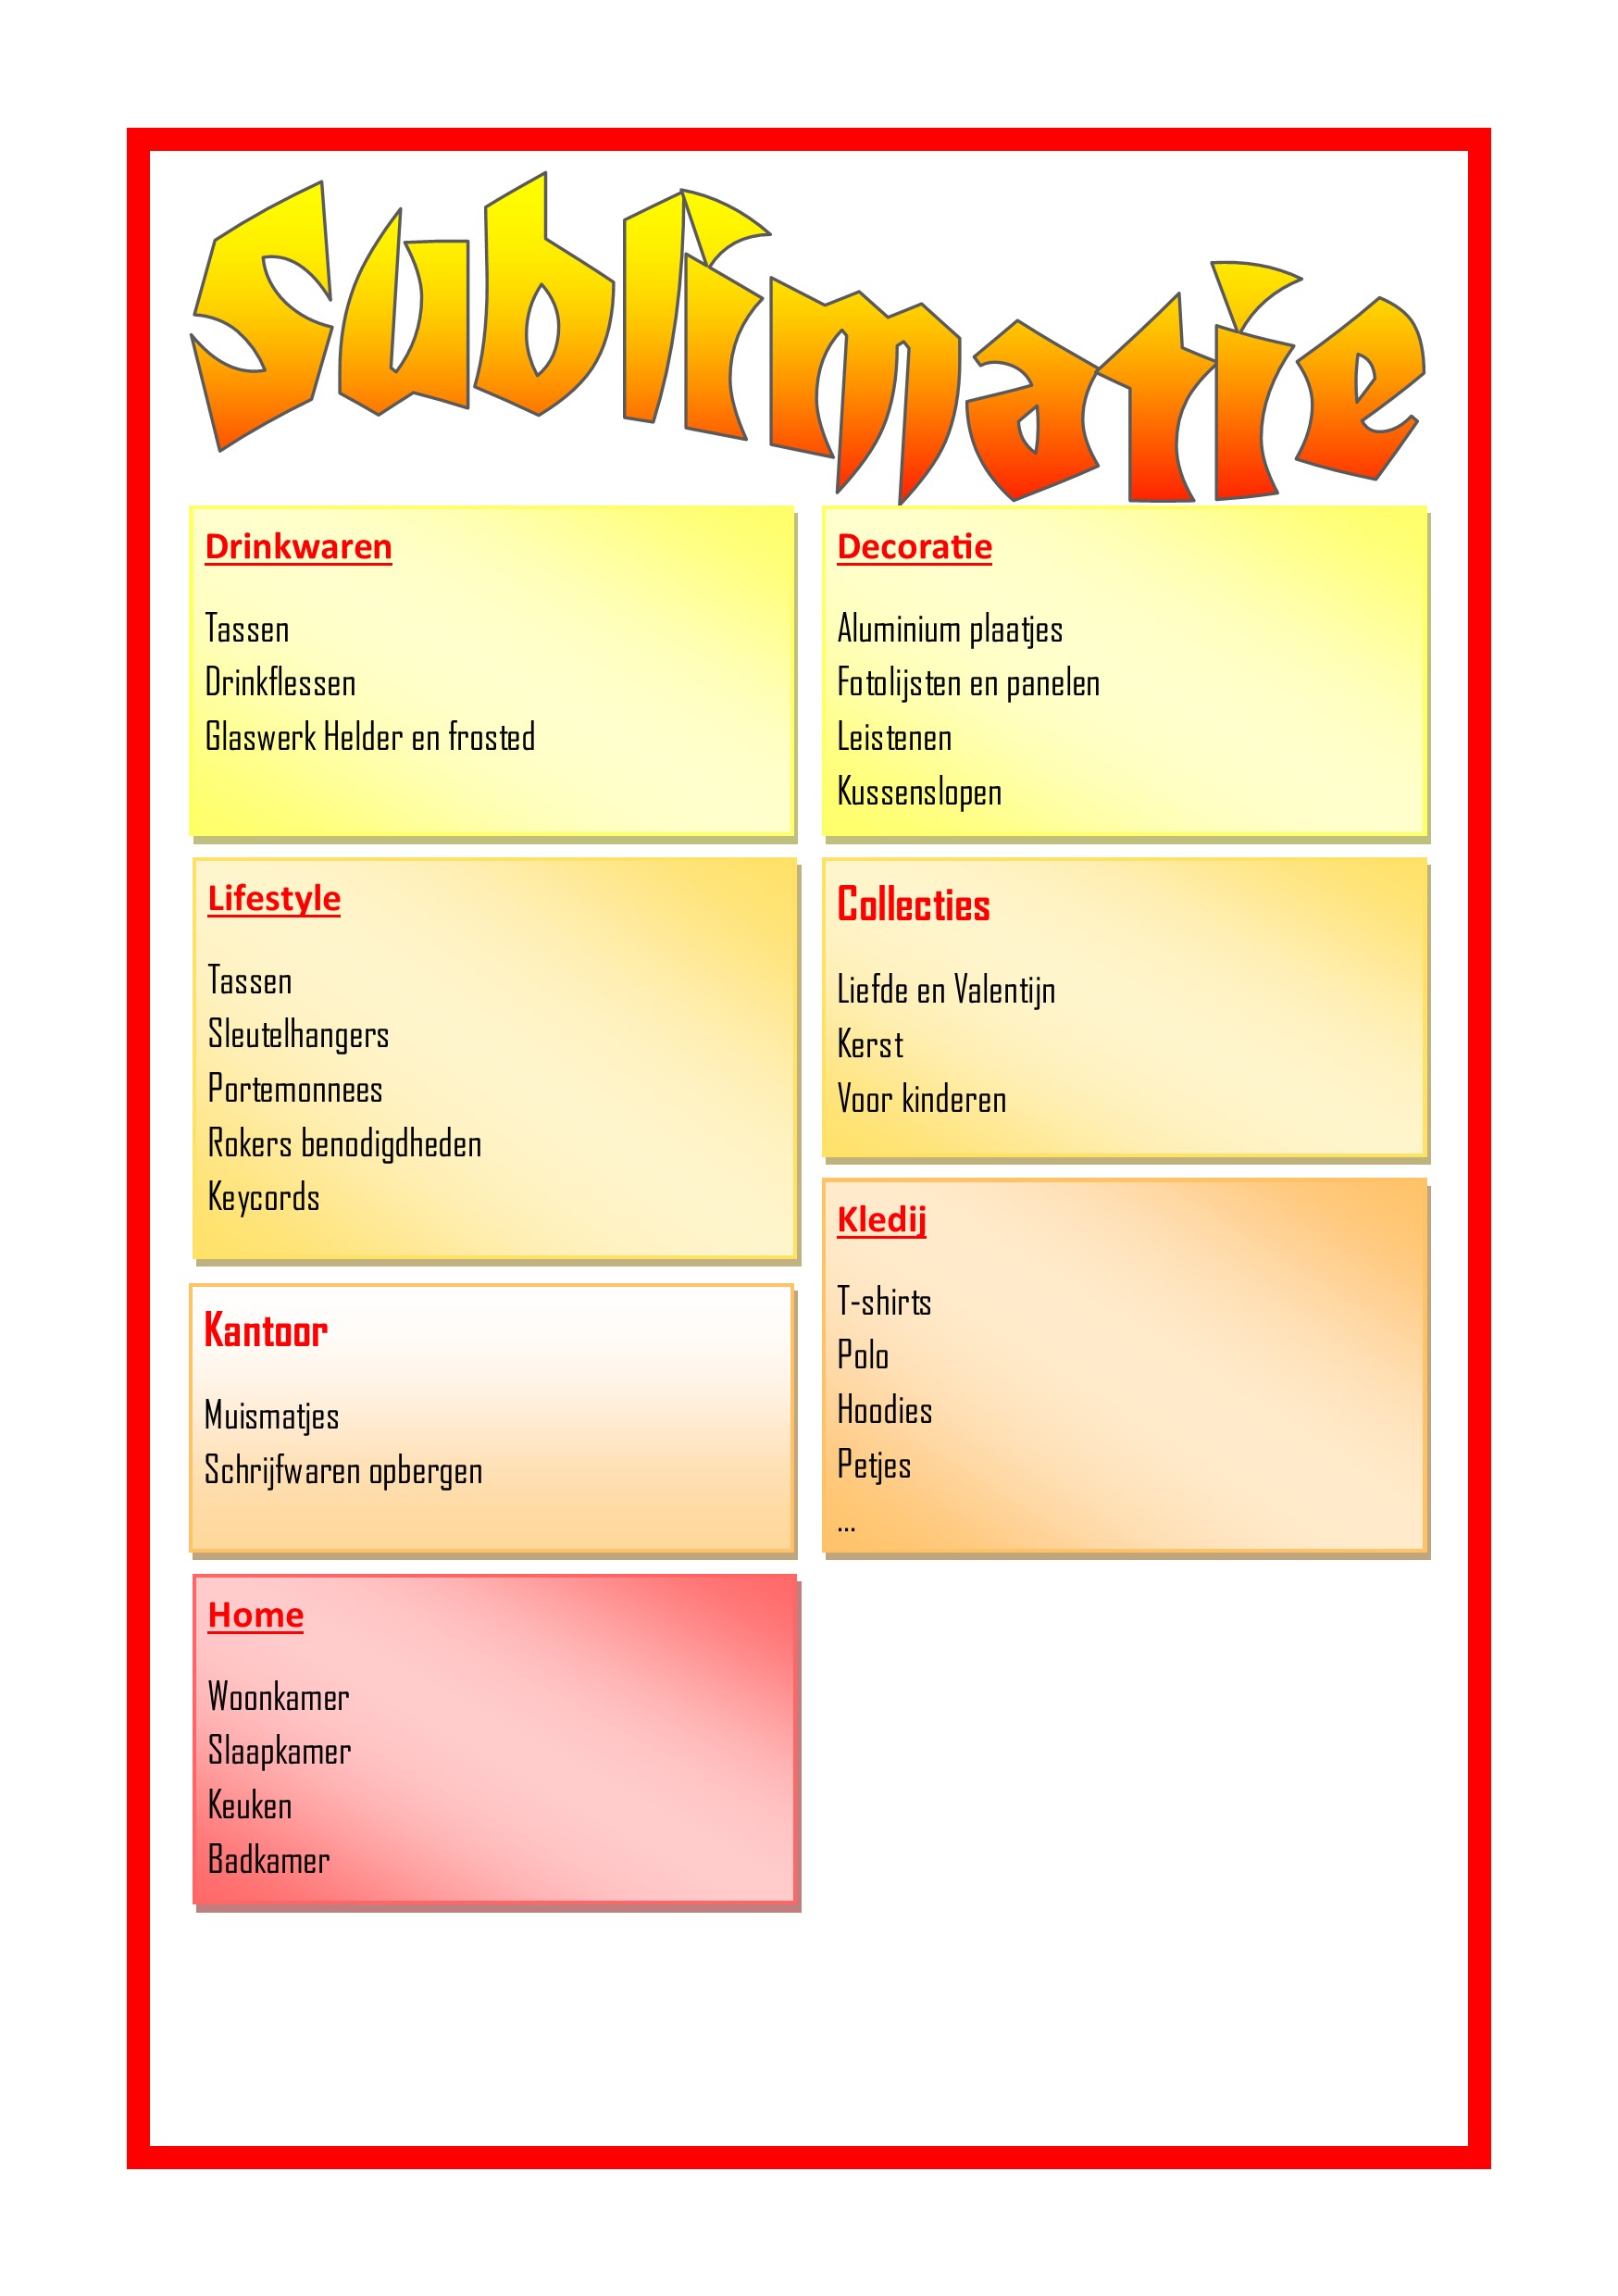 Sublimatie
Drinkwaren
Tassen
Drinkflessen
Glaswerk Helder en frosted
Decoratie
Aluminium plaatjes
Fotolijsten en panelen
Leistenen
Kussenslopen
Lifestyle
Tassen
Sleutelhangers
Portemonnees
Rokers benodigdheden
Keycords
Collecties
Liefde en Valentijn
Kerst
Voor kinderen
Kantoor
Muismatjes
Schrijfwaren opbergen
Kledij
T-shirts
Polo
Hoodies
Petjes
...
Home
Woonkamer
Slaapkamer
Keuken
Badkamer